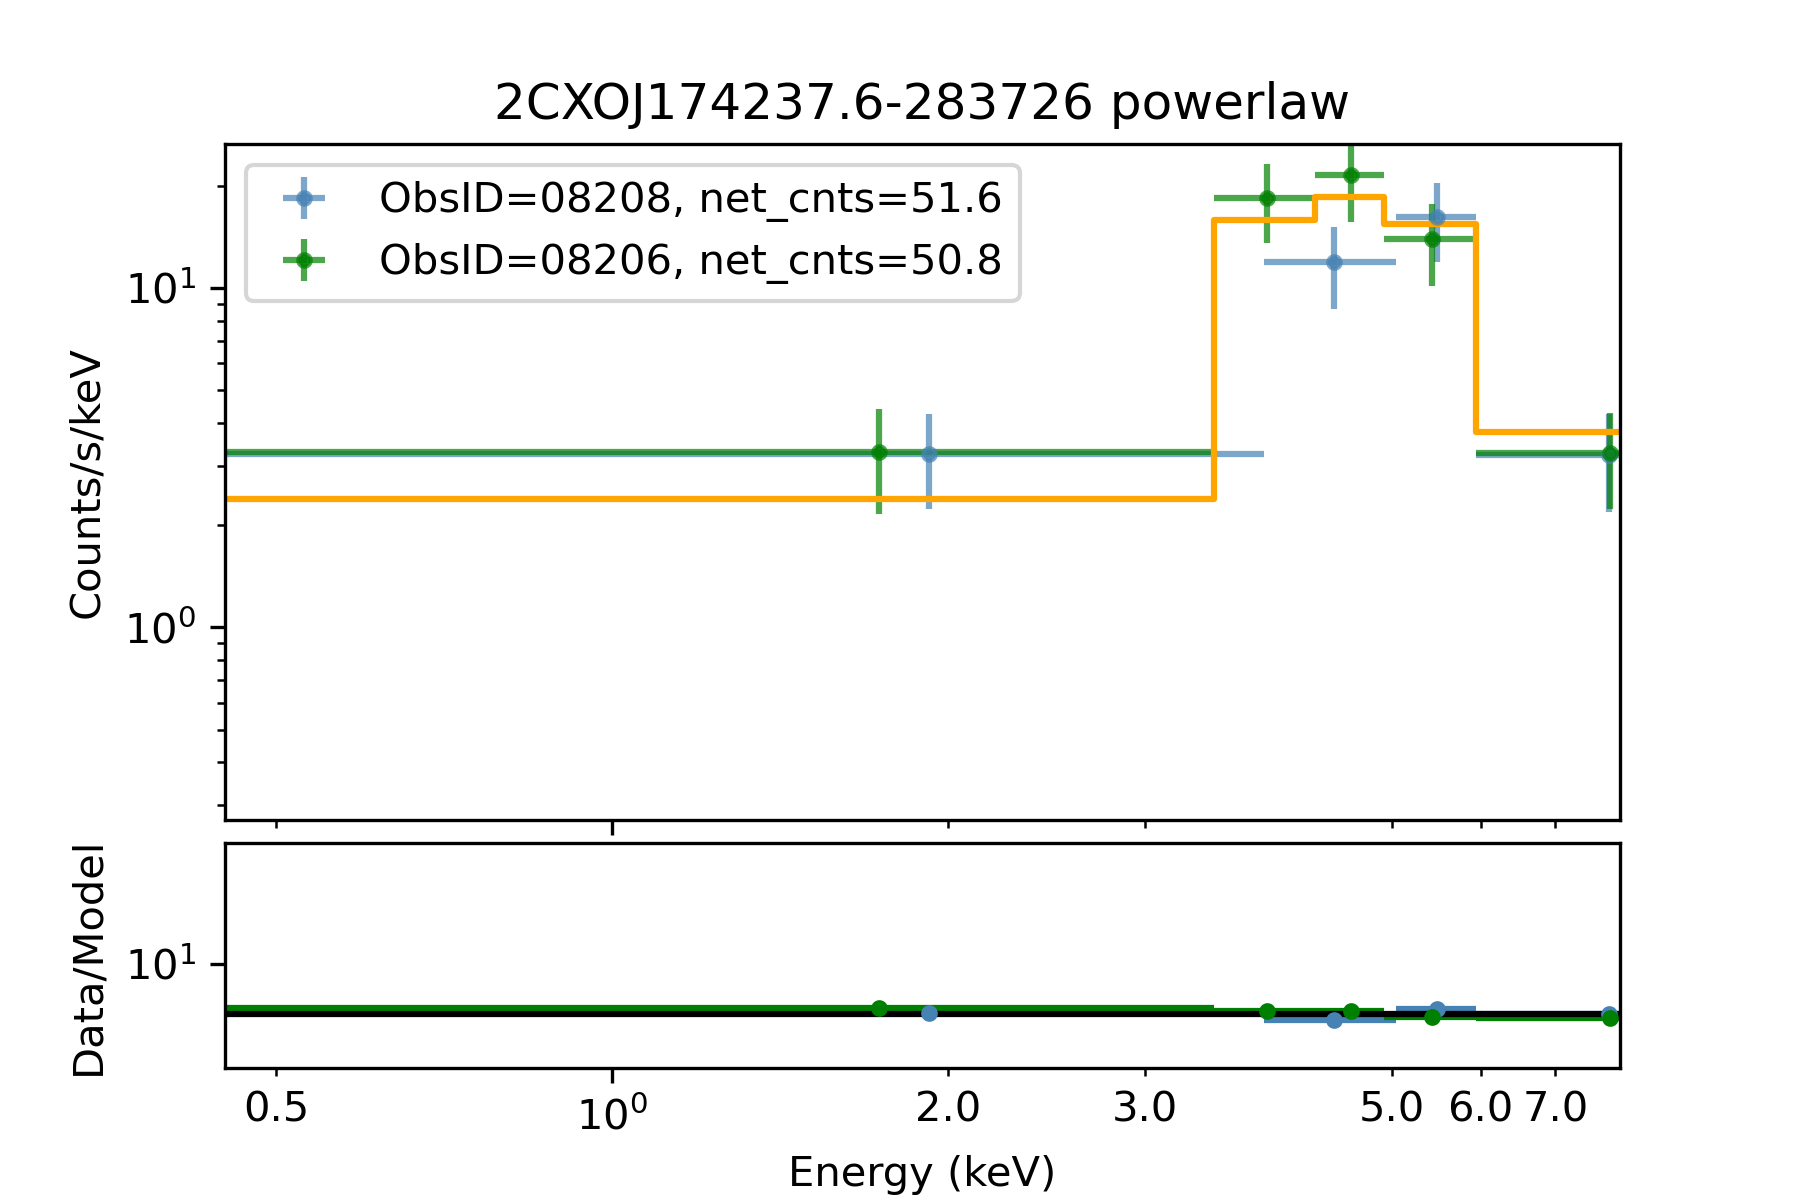 2CXOJ174237.6-283726 powerlaw
ObsID=08208, net_cnts=51.6
ObsID=08206, net_cnts=50.8
Counts/s/keV
10¹
10⁰
Data/Model
10¹
0.5 10⁰ 2.0 3.0 5.0 6.0 7.0
Energy (keV)